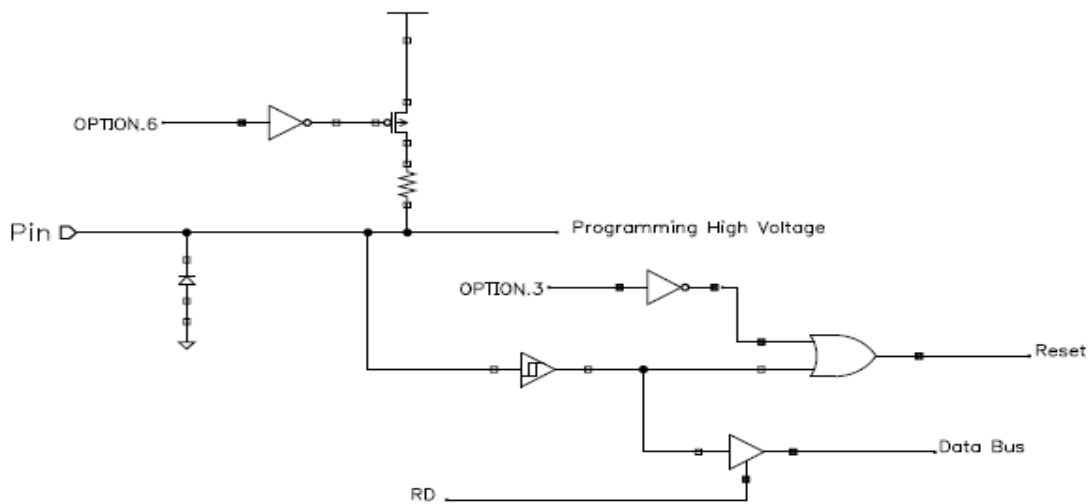 OPTION.6
Pin
Programming High Voltage
OPTION.3
Reset
Data Bus
RD